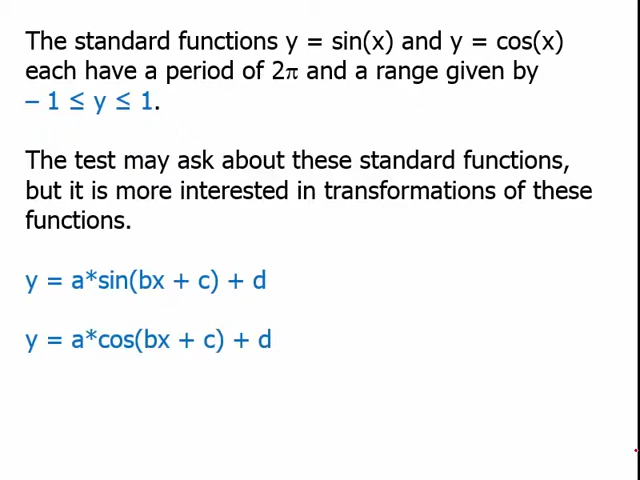 The standard functions y = sin(x) and y = cos(x)
each have a period of 2π and a range given by
– 1 ≤ y ≤ 1.
The test may ask about these standard functions,
but it is more interested in transformations of these
functions.
y = a*sin(bx + c) + d
y = a*cos(bx + c) + d